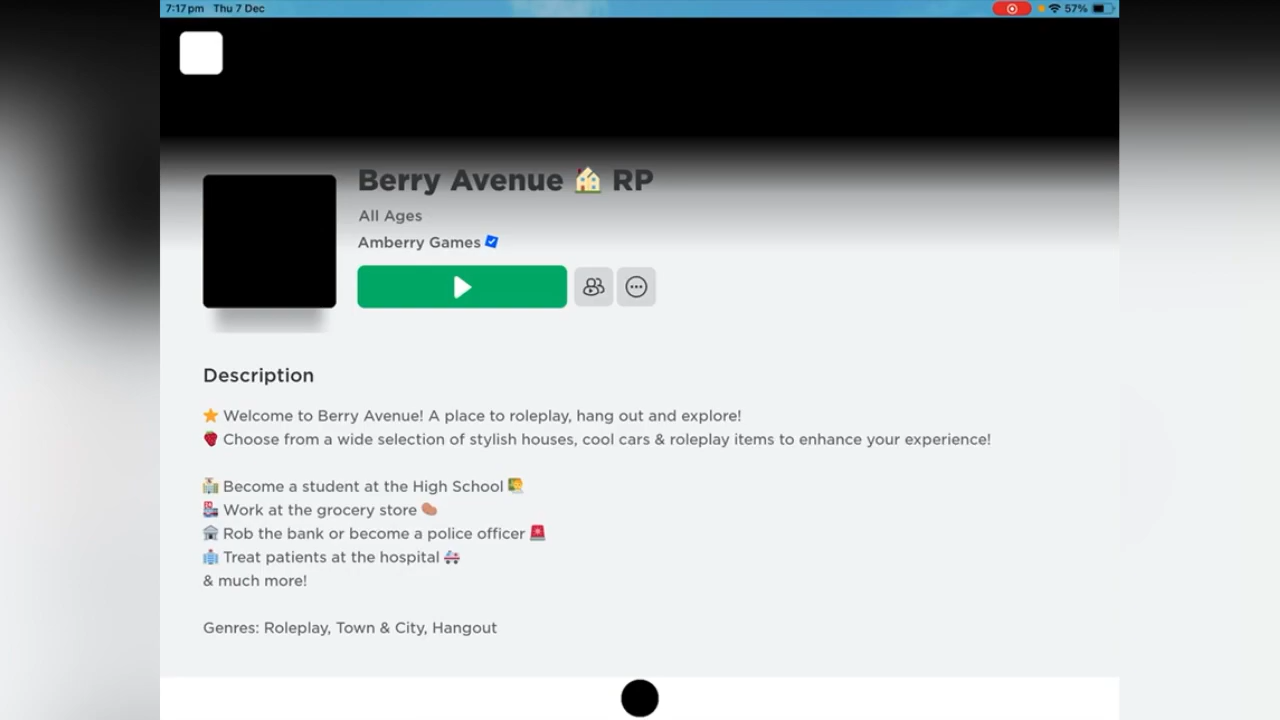 7:17 pm Thu 7 Dec 57%
Berry Avenue 🏠 RP
All Ages
Amberry Games
Description
⭐ Welcome to Berry Avenue! A place to roleplay, hang out and explore!
🍓 Choose from a wide selection of stylish houses, cool cars & roleplay items to enhance your experience!
🏫 Become a student at the High School 🧑‍🏫
🏪 Work at the grocery store 🥔
🏦 Rob the bank or become a police officer 🚨
🏥 Treat patients at the hospital 🚑
& much more!
Genres: Roleplay, Town & City, Hangout